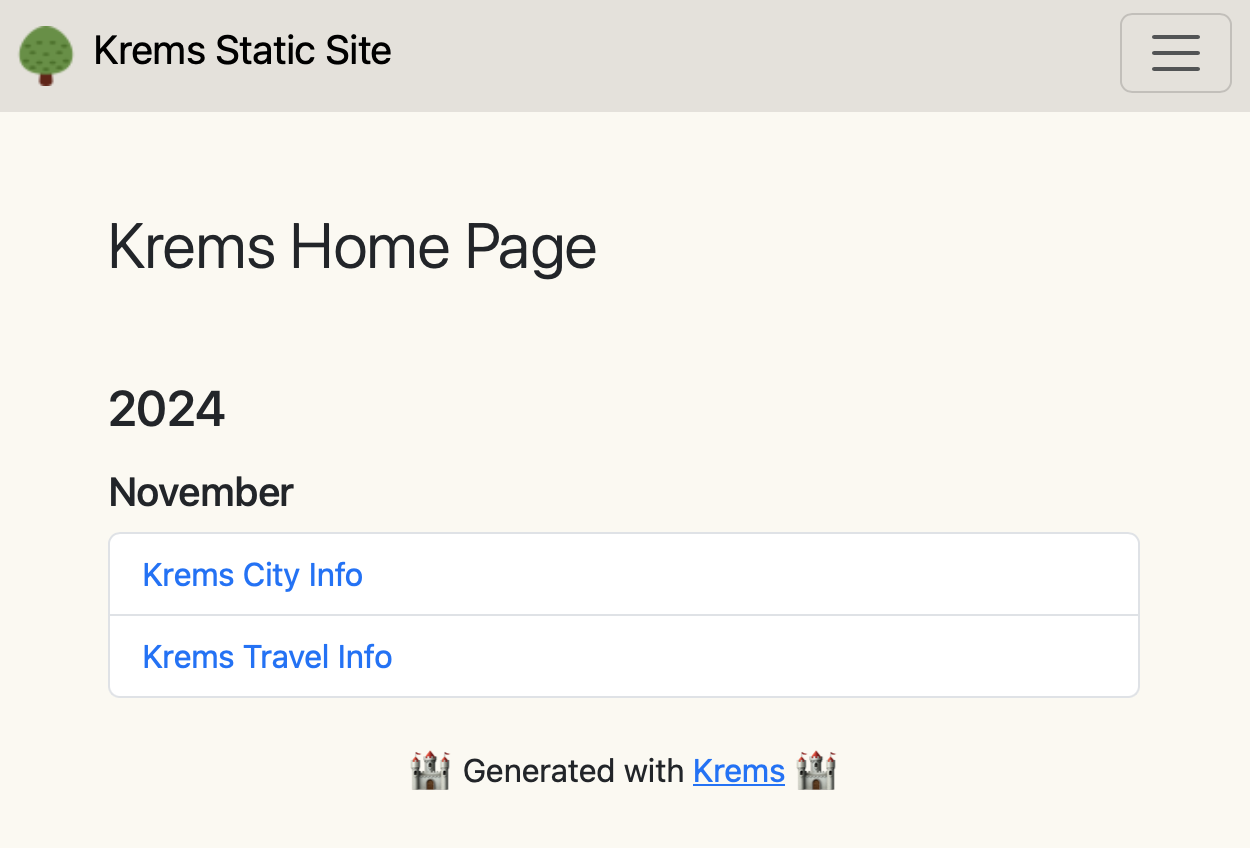 Krems Static Site
Krems Home Page
2024
November
Krems City Info
Krems Travel Info
🏰 Generated with Krems 🏰